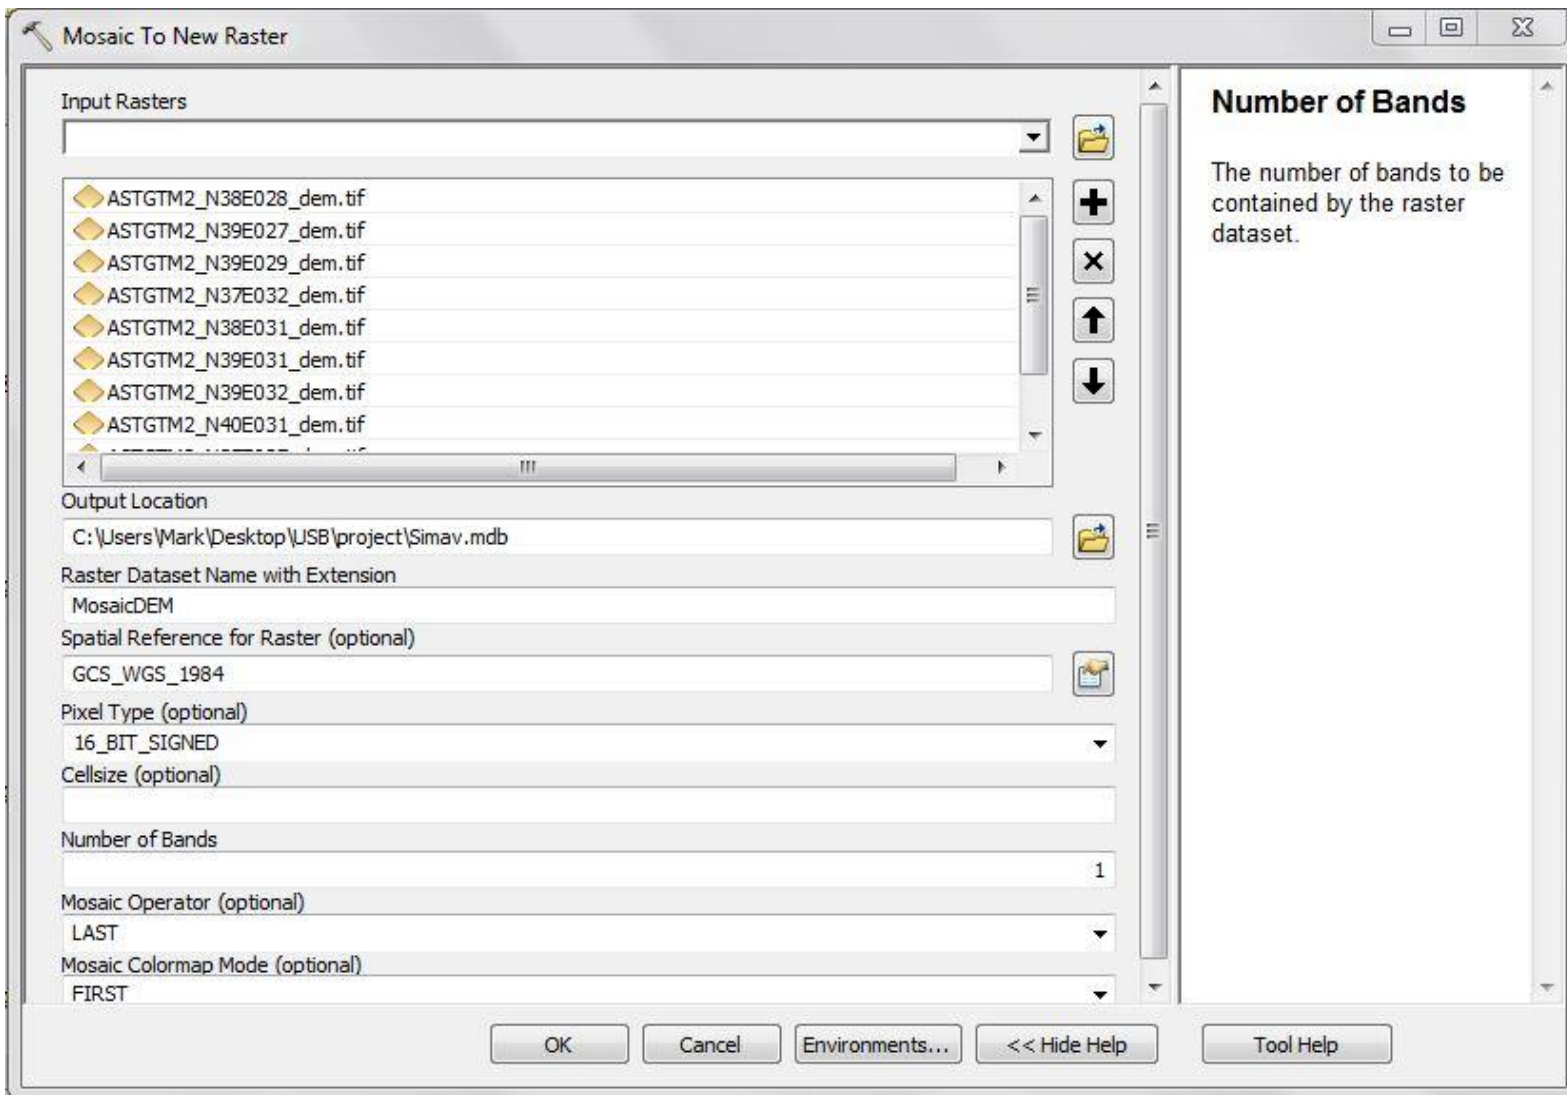 Mosaic To New Raster
Input Rasters
ASTGTM2_N38E028_dem.tif
ASTGTM2_N39E027_dem.tif
ASTGTM2_N39E029_dem.tif
ASTGTM2_N37E032_dem.tif
ASTGTM2_N38E031_dem.tif
ASTGTM2_N39E031_dem.tif
ASTGTM2_N39E032_dem.tif
ASTGTM2_N40E031_dem.tif
Output Location
C:\Users\Mark\Desktop\USB\project\Simav.mdb
Raster Dataset Name with Extension
MosaicDEM
Spatial Reference for Raster (optional)
GCS_WGS_1984
Pixel Type (optional)
16_BIT_SIGNED
Cellsize (optional)
Number of Bands
1
Mosaic Operator (optional)
LAST
Mosaic Colormap Mode (optional)
FIRST
Number of Bands
The number of bands to be
contained by the raster
dataset.
OK
Cancel
Environments...
<< Hide Help
Tool Help